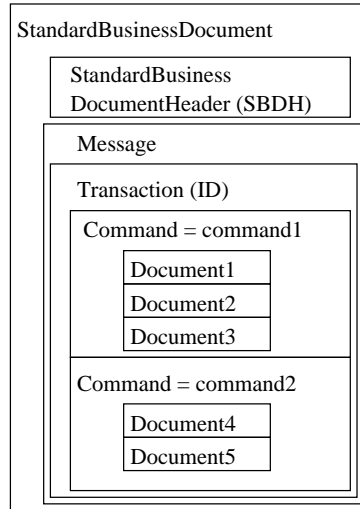 StandardBusinessDocument
StandardBusiness
DocumentHeader (SBDH)
Message
Transaction (ID)
Command = command1
Document1
Document2
Document3
Command = command2
Document4
Document5